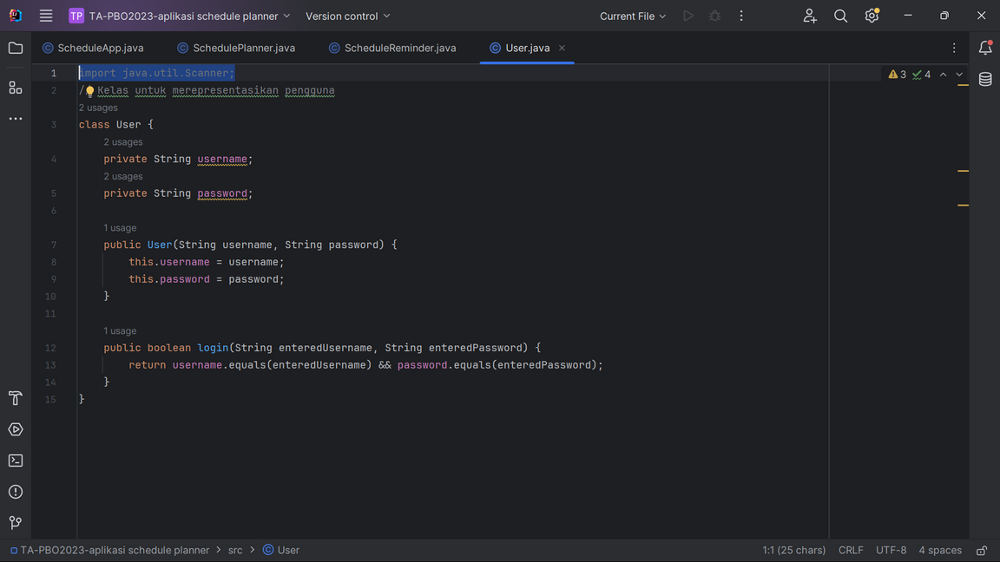 TP TA-PBO2023-aplikasi schedule planner Version control Current File
ScheduleApp.java SchedulePlanner.java ScheduleReminder.java User.java
1 import java.util.Scanner; 3 4
2 / Kelas untuk merepresentasikan pengguna
2 usages
3 class User {
2 usages
4 private String username;
2 usages
5 private String password;
6
1 usage
7 public User(String username, String password) {
8 this.username = username;
9 this.password = password;
10 }
11
1 usage
12 public boolean login(String enteredUsername, String enteredPassword) {
13 return username.equals(enteredUsername) && password.equals(enteredPassword);
14 }
15 }
TA-PBO2023-aplikasi schedule planner > src > User 1:1 (25 chars) CRLF UTF-8 4 spaces